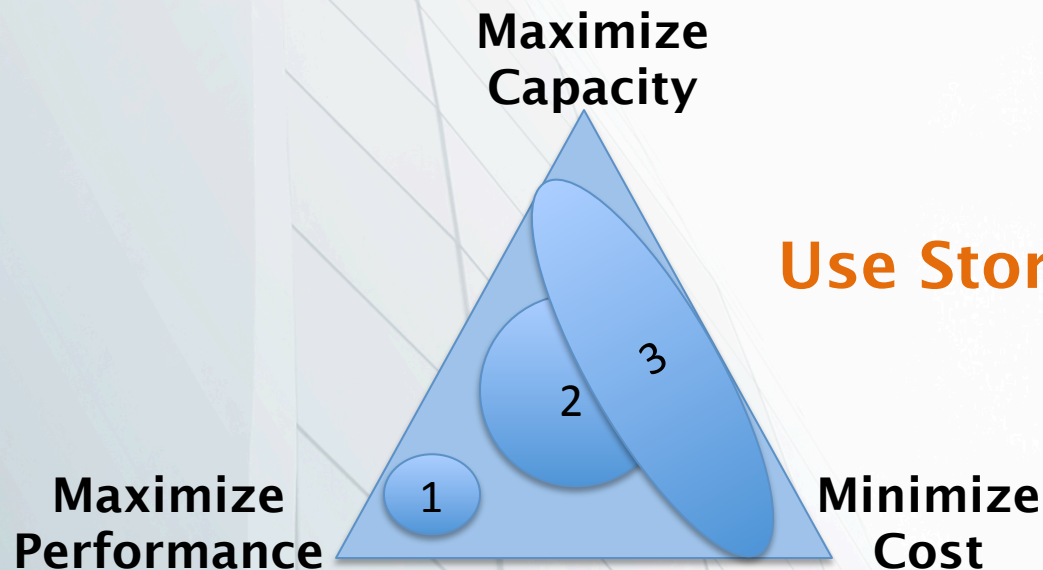 Maximize
Capacity
Use Stor
3
2
1
Maximize
Performance
Minimize
Cost